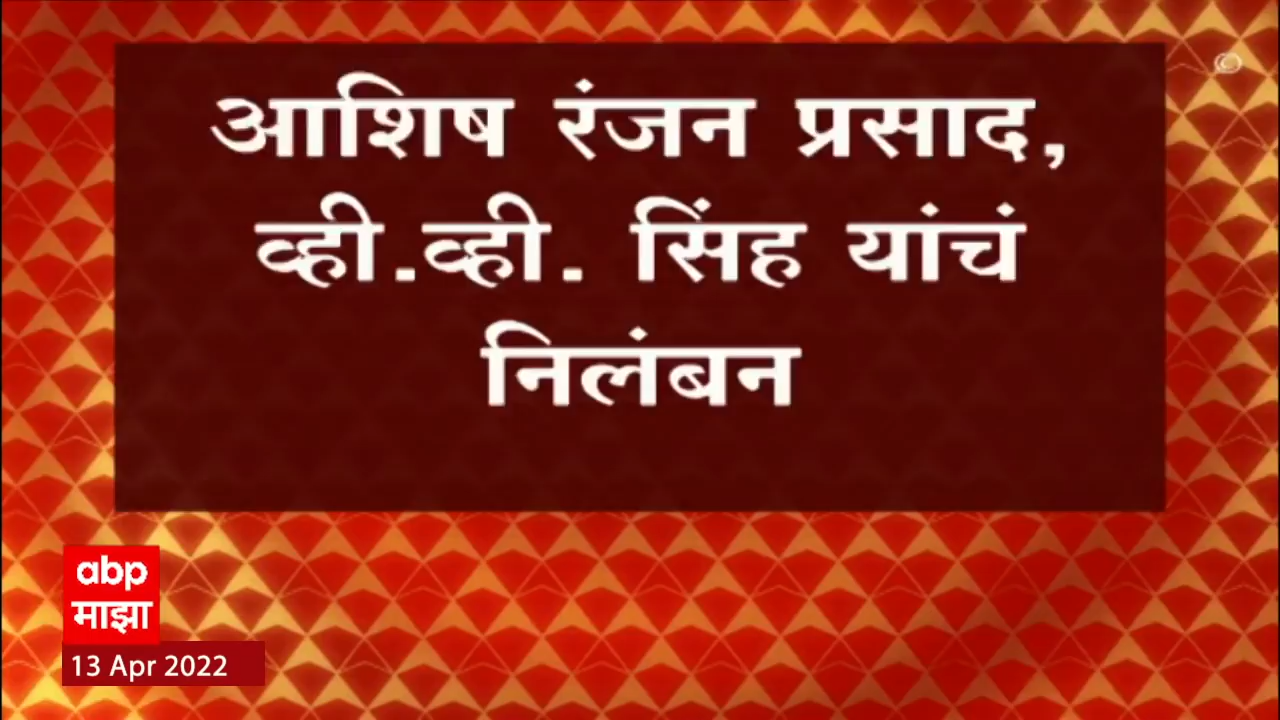 आशिष रंजन प्रसाद,
व्ही.व्ही. सिंह यांचं
निलंबन
abp
माझा
13 Apr 2022